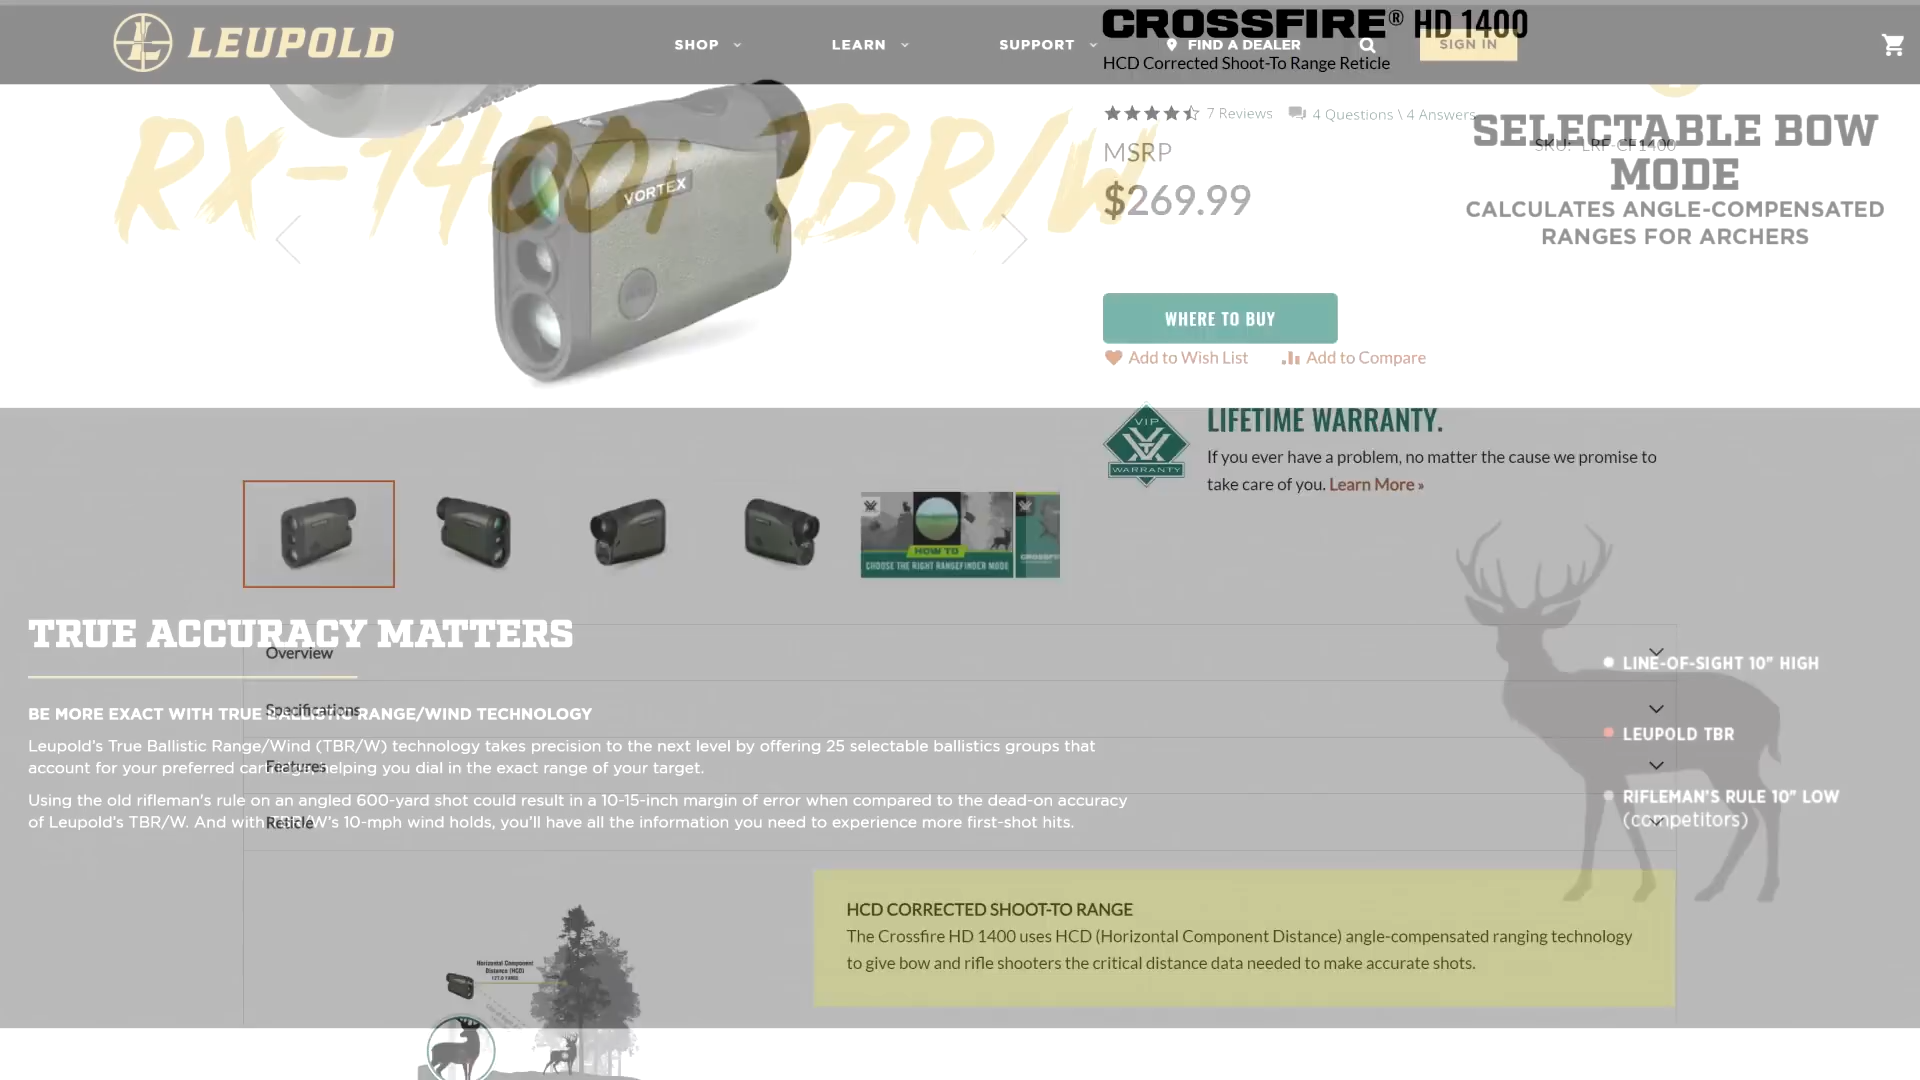 LEUPOLD
SHOP
LEARN
SUPPORT
FIND A DEALER
SIGN IN
CROSSFIRE® HD 1400
HCD Corrected Shoot-To Range Reticle
7 Reviews
4 Questions \ 4 Answers
SKU: LRF-CF1400
MSRP
$269.99
RX-1400i TBR/W
VORTEX
SELECTABLE BOW
MODE
CALCULATES ANGLE-COMPENSATED
RANGES FOR ARCHERS
WHERE TO BUY
Add to Wish List
Add to Compare
VIP
WARRANTY
LIFETIME WARRANTY.
If you ever have a problem, no matter the cause we promise to
take care of you. Learn More »
HOW TO
CHOOSE THE RIGHT RANGEFINDER MODE
TRUE ACCURACY MATTERS
Overview
BE MORE EXACT WITH TRUE BALLISTIC RANGE/WIND TECHNOLOGY
Specifications
Leupold's True Ballistic Range/Wind (TBR/W) technology takes precision to the next level by offering 25 selectable ballistics groups that
account for your preferred cartridge, helping you dial in the exact range of your target.
Features
Using the old rifleman's rule on an angled 600-yard shot could result in a 10-15-inch margin of error when compared to the dead-on accuracy
of Leupold's TBR/W. And with TBR/W's 10-mph wind holds, you'll have all the information you need to experience more first-shot hits.
Reticle
LINE-OF-SIGHT 10" HIGH
LEUPOLD TBR
RIFLEMAN'S RULE 10" LOW
(competitors)
HCD CORRECTED SHOOT-TO RANGE
The Crossfire HD 1400 uses HCD (Horizontal Component Distance) angle-compensated ranging technology
to give bow and rifle shooters the critical distance data needed to make accurate shots.
Horizontal Component
Distance (HCD)